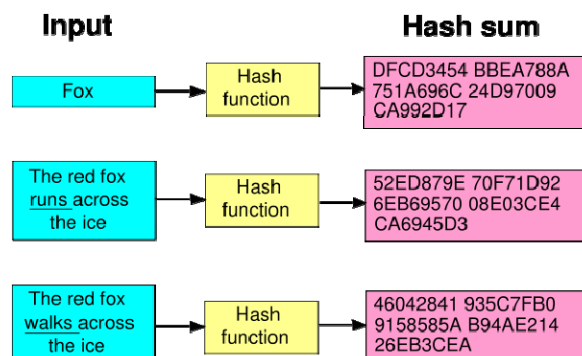 Input
Hash sum
Fox
Hash
function
DFCD3454 BBEA788A
751A696C 24D97009
CA992D17
The red fox
runs across
the ice
Hash
function
52ED879E 70F71D92
6EB69570 08E03CE4
CA6945D3
The red fox
walks across
the ice
Hash
function
46042841 935C7FB0
9158585A B94AE214
26EB3CEA